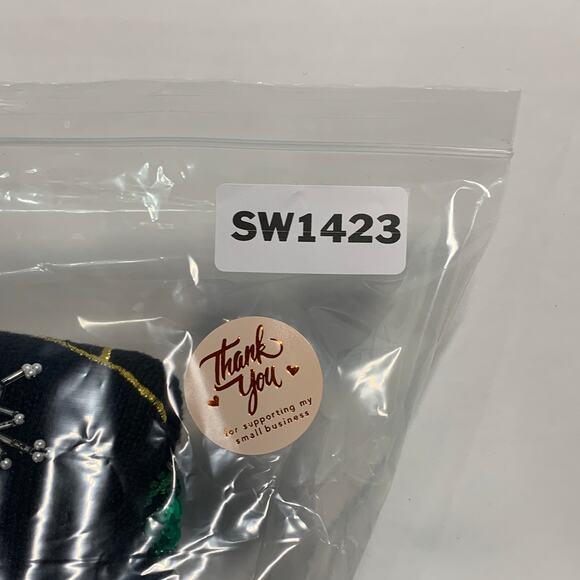 SW1423
Thank
You
for supporting my
small business